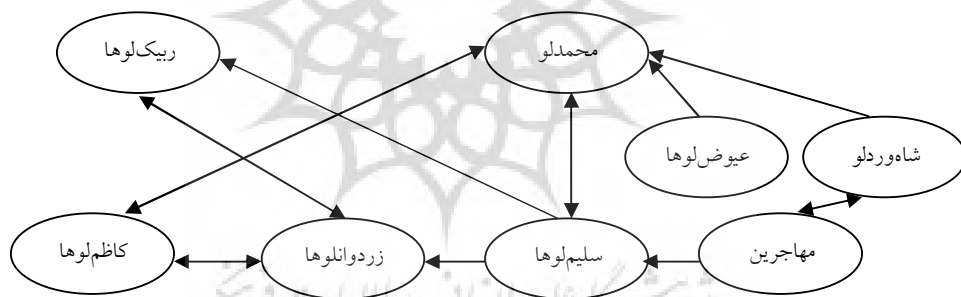 ربیک‌لوها
محمدلو
عیوض‌لوها
شاه‌وردلو
کاظم‌لوها
زردوانلوها
سلیم‌لوها
مهاجرین